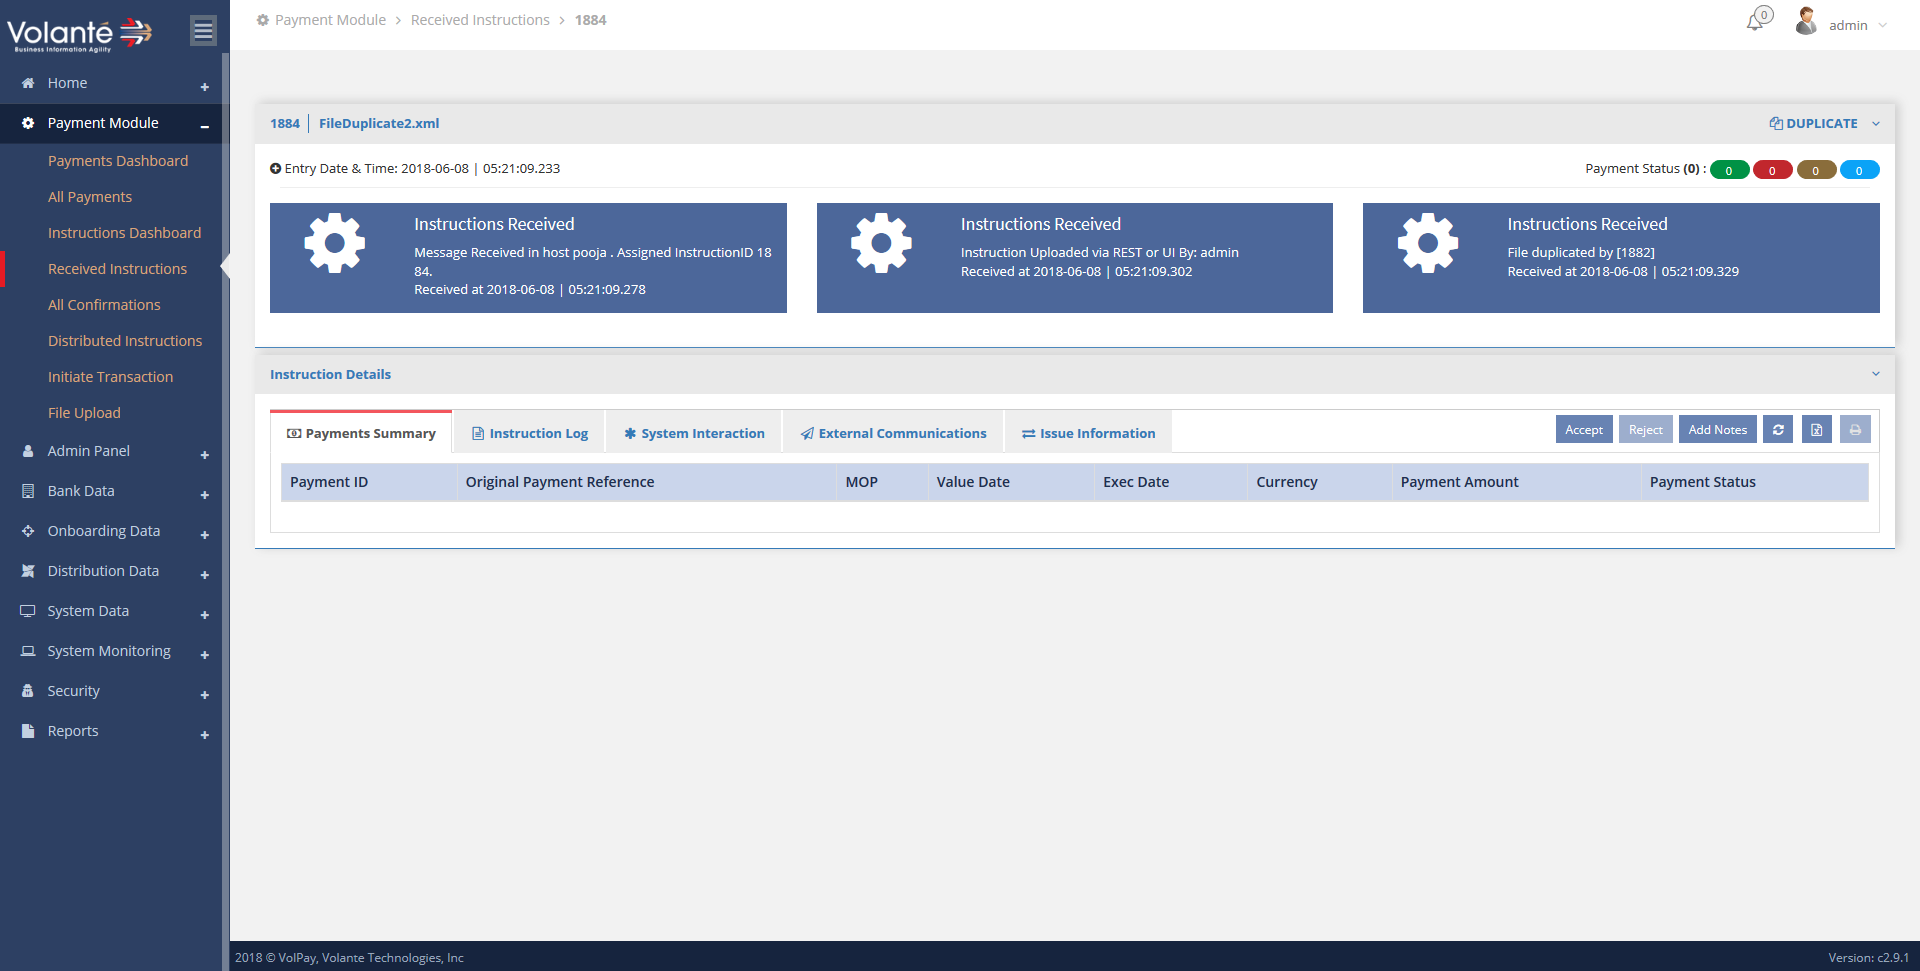 Volanté
Business Information Agility
Payment Module > Received Instructions > 1884
0
admin
Home
Payment Module
Payments Dashboard
All Payments
Instructions Dashboard
Received Instructions
All Confirmations
Distributed Instructions
Initiate Transaction
File Upload
Admin Panel
Bank Data
Onboarding Data
Distribution Data
System Data
System Monitoring
Security
Reports
1884 | FileDuplicate2.xml
DUPLICATE
Entry Date & Time: 2018-06-08 | 05:21:09.233
Payment Status (0) : 0 0 0 0
Instructions Received
Message Received in host pooja . Assigned InstructionID 18
84.
Received at 2018-06-08 | 05:21:09.278
Instructions Received
Instruction Uploaded via REST or UI By: admin
Received at 2018-06-08 | 05:21:09.302
Instructions Received
File duplicated by [1882]
Received at 2018-06-08 | 05:21:09.329
Instruction Details
Payments Summary Instruction Log System Interaction External Communications Issue Information
Accept Reject Add Notes
Payment ID Original Payment Reference MOP Value Date Exec Date Currency Payment Amount Payment Status
2018 © VolPay, Volante Technologies, Inc
Version: c2.9.1